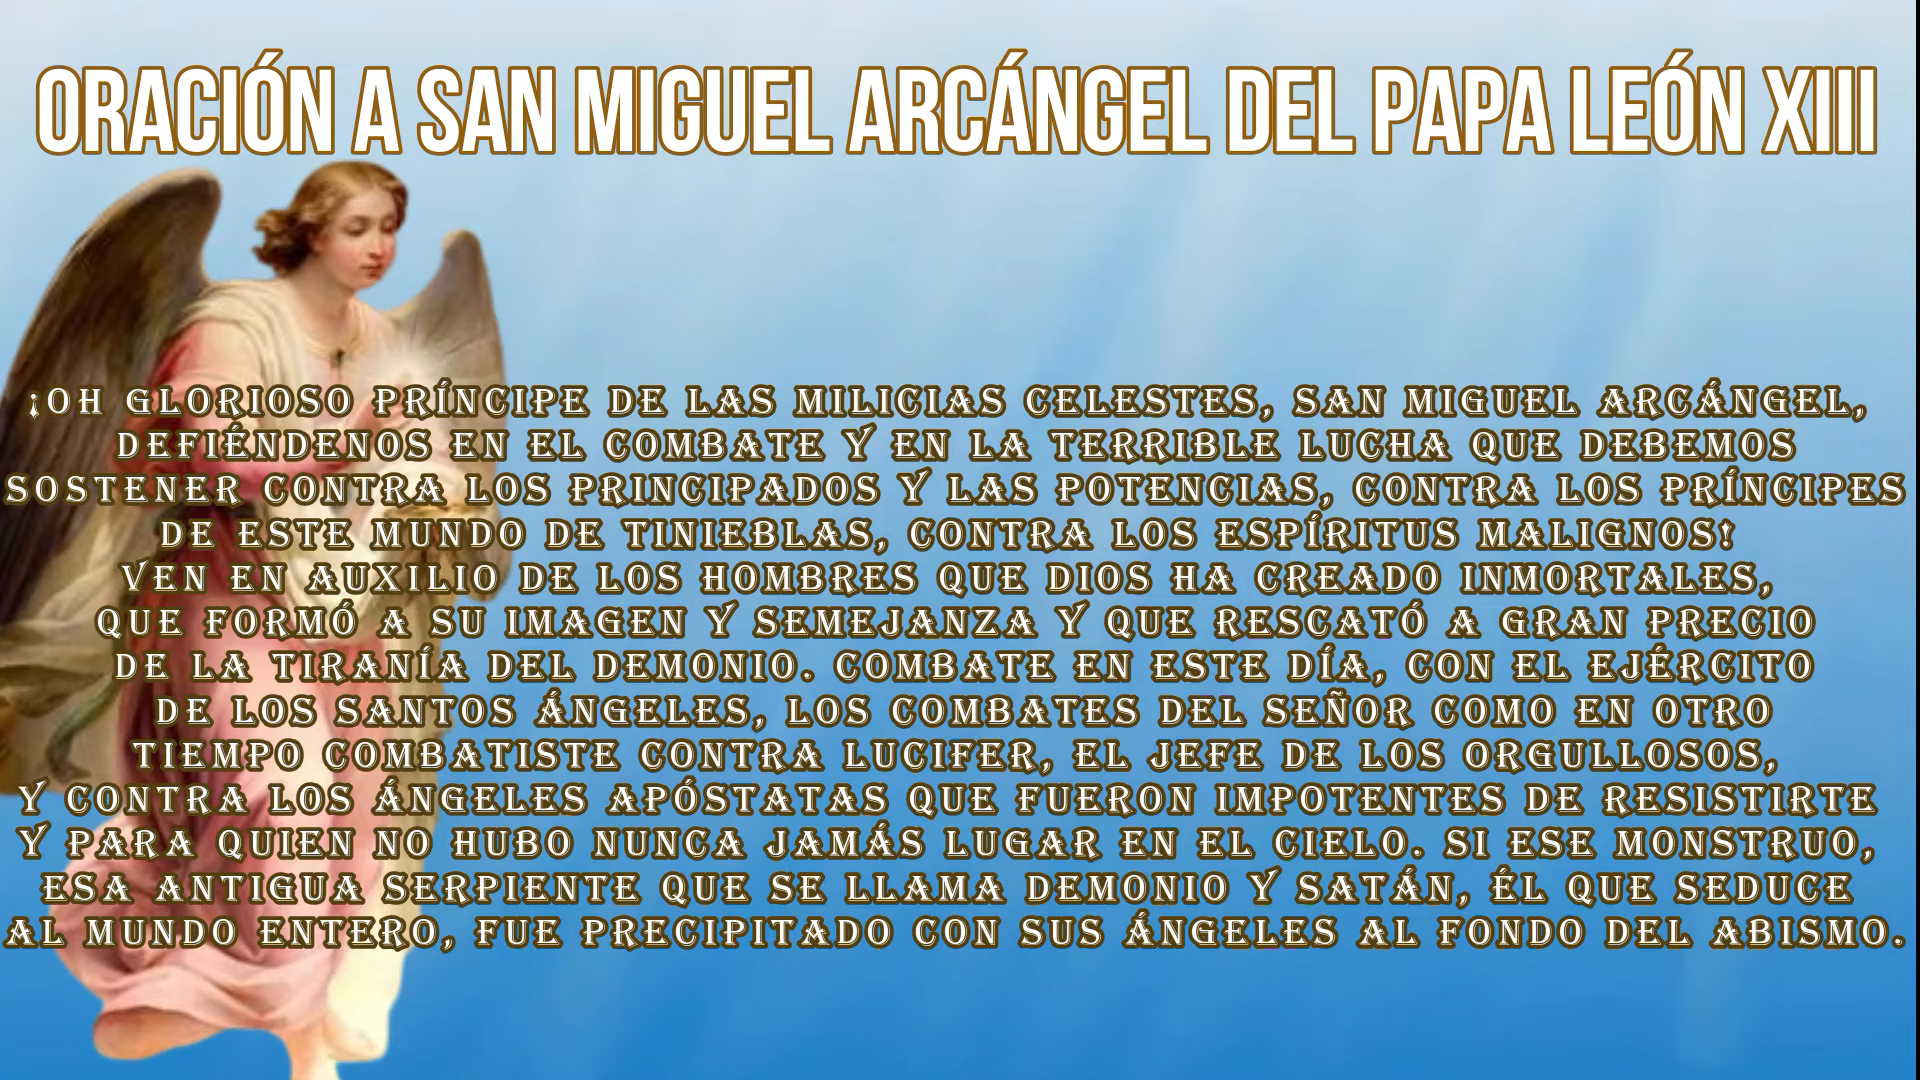 ORACIÓN A SAN MIGUEL ARCÁNGEL DEL PAPA LEÓN XIII
¡OH GLORIOSO PRÍNCIPE DE LAS MILICIAS CELESTES, SAN MIGUEL ARCÁNGEL,
DEFIÉNDENOS EN EL COMBATE Y EN LA TERRIBLE LUCHA QUE DEBEMOS
SOSTENER CONTRA LOS PRINCIPADOS Y LAS POTENCIAS, CONTRA LOS PRÍNCIPES
DE ESTE MUNDO DE TINIEBLAS, CONTRA LOS ESPÍRITUS MALIGNOS!
VEN EN AUXILIO DE LOS HOMBRES QUE DIOS HA CREADO INMORTALES,
QUE FORMÓ A SU IMAGEN Y SEMEJANZA Y QUE RESCATÓ A GRAN PRECIO
DE LA TIRANÍA DEL DEMONIO. COMBATE EN ESTE DÍA, CON EL EJÉRCITO
DE LOS SANTOS ÁNGELES, LOS COMBATES DEL SEÑOR COMO EN OTRO
TIEMPO COMBATISTE CONTRA LUCIFER, EL JEFE DE LOS ORGULLOSOS,
Y CONTRA LOS ÁNGELES APÓSTATAS QUE FUERON IMPOTENTES DE RESISTIRTE
Y PARA QUIEN NO HUBO NUNCA JAMÁS LUGAR EN EL CIELO. SI ESE MONSTRUO,
ESA ANTIGUA SERPIENTE QUE SE LLAMA DEMONIO Y SATÁN, ÉL QUE SEDUCE
AL MUNDO ENTERO, FUE PRECIPITADO CON SUS ÁNGELES AL FONDO DEL ABISMO.